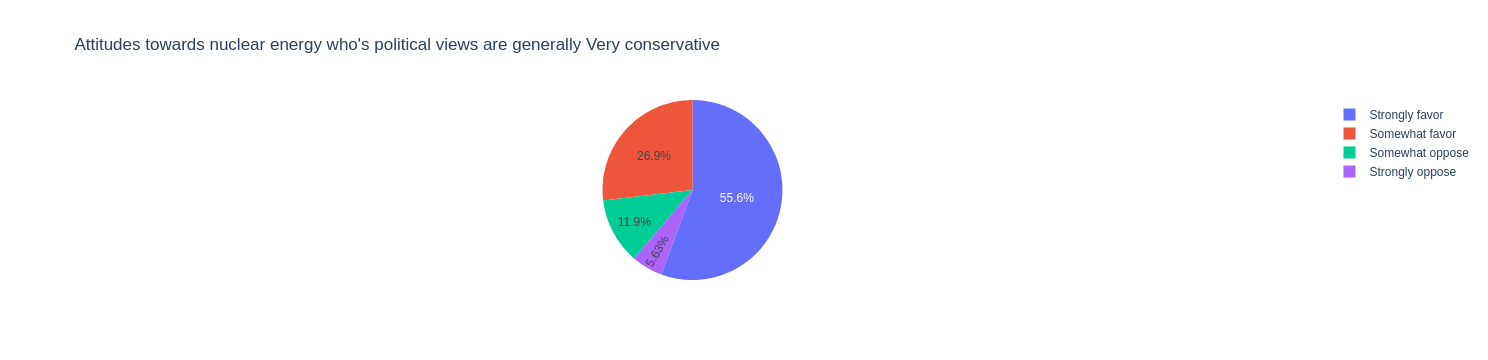 Attitudes towards nuclear energy who's political views are generally Very conservative
Strongly favor
Somewhat favor
Somewhat oppose
Strongly oppose
26.9%
55.6%
11.9%
5.63%